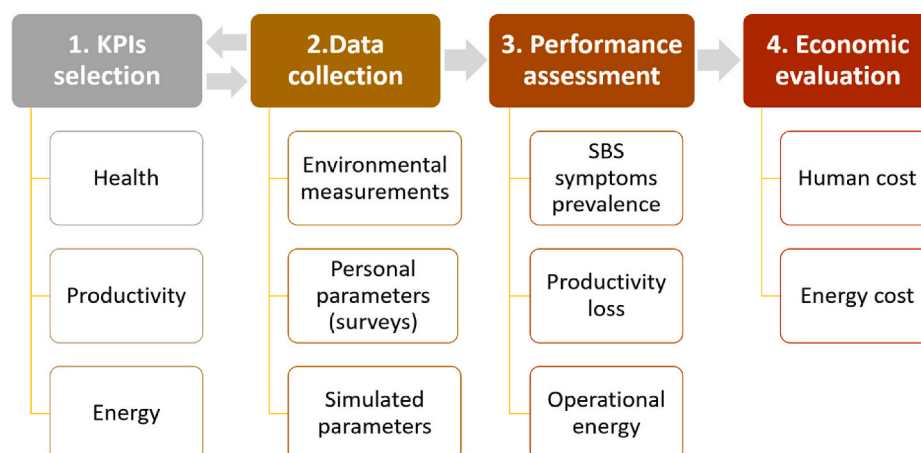 1. KPIs
selection
Health
Productivity
Energy
2.Data
collection
Environmental
measurements
Personal
parameters
(surveys)
Simulated
parameters
3. Performance
assessment
SBS
symptoms
prevalence
Productivity
loss
Operational
energy
4. Economic
evaluation
Human cost
Energy cost